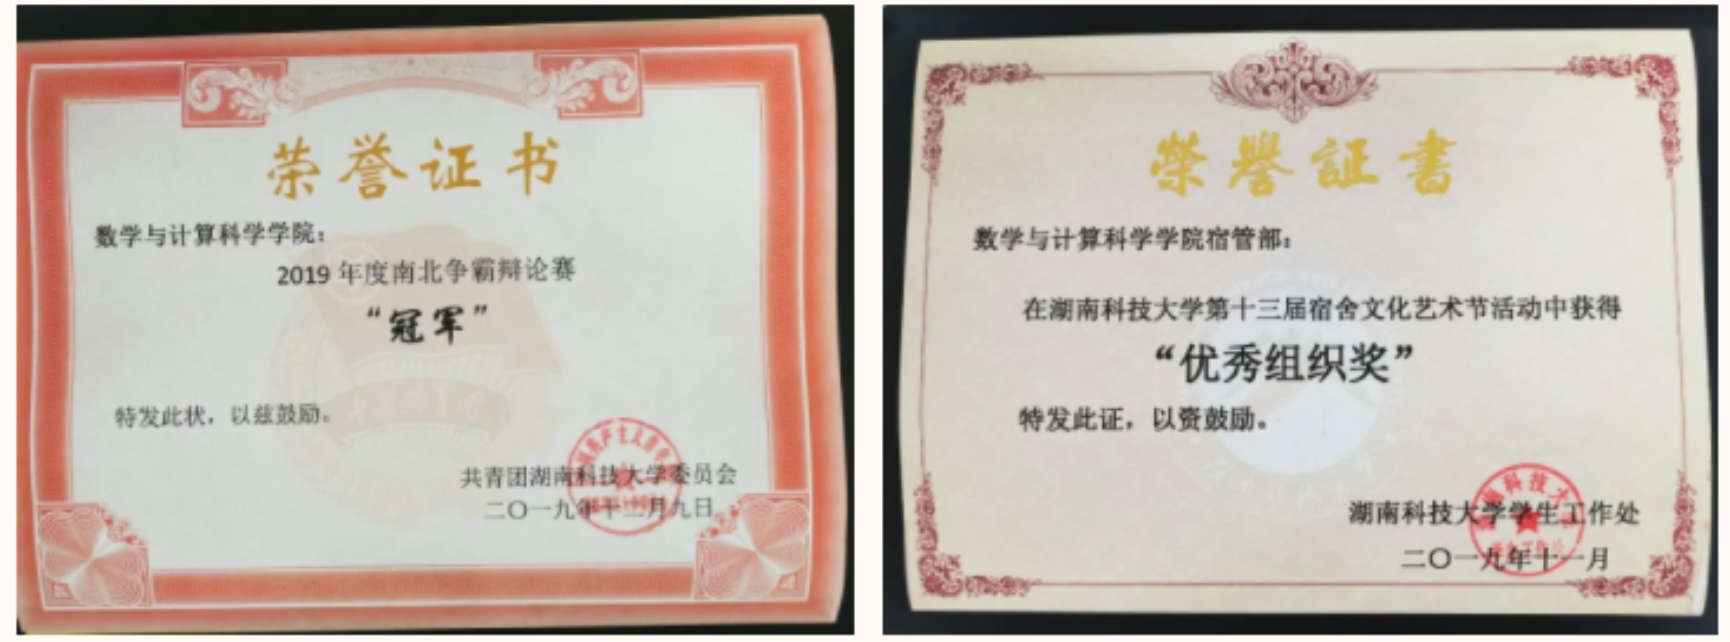 荣誉证书
数学与计算科学学院:
2019年度南北争霸辩论赛
“冠军”
特发此状，以兹鼓励。
共青团湖南科技大学委员会
二〇一九年十二月九日
榮譽証書
数学与计算科学学院宿管部:
在湖南科技大学第十三届宿舍文化艺术节活动中获得
“优秀组织奖”
特发此证，以资鼓励。
湖南科技大学学生工作处
二〇一九年十一月